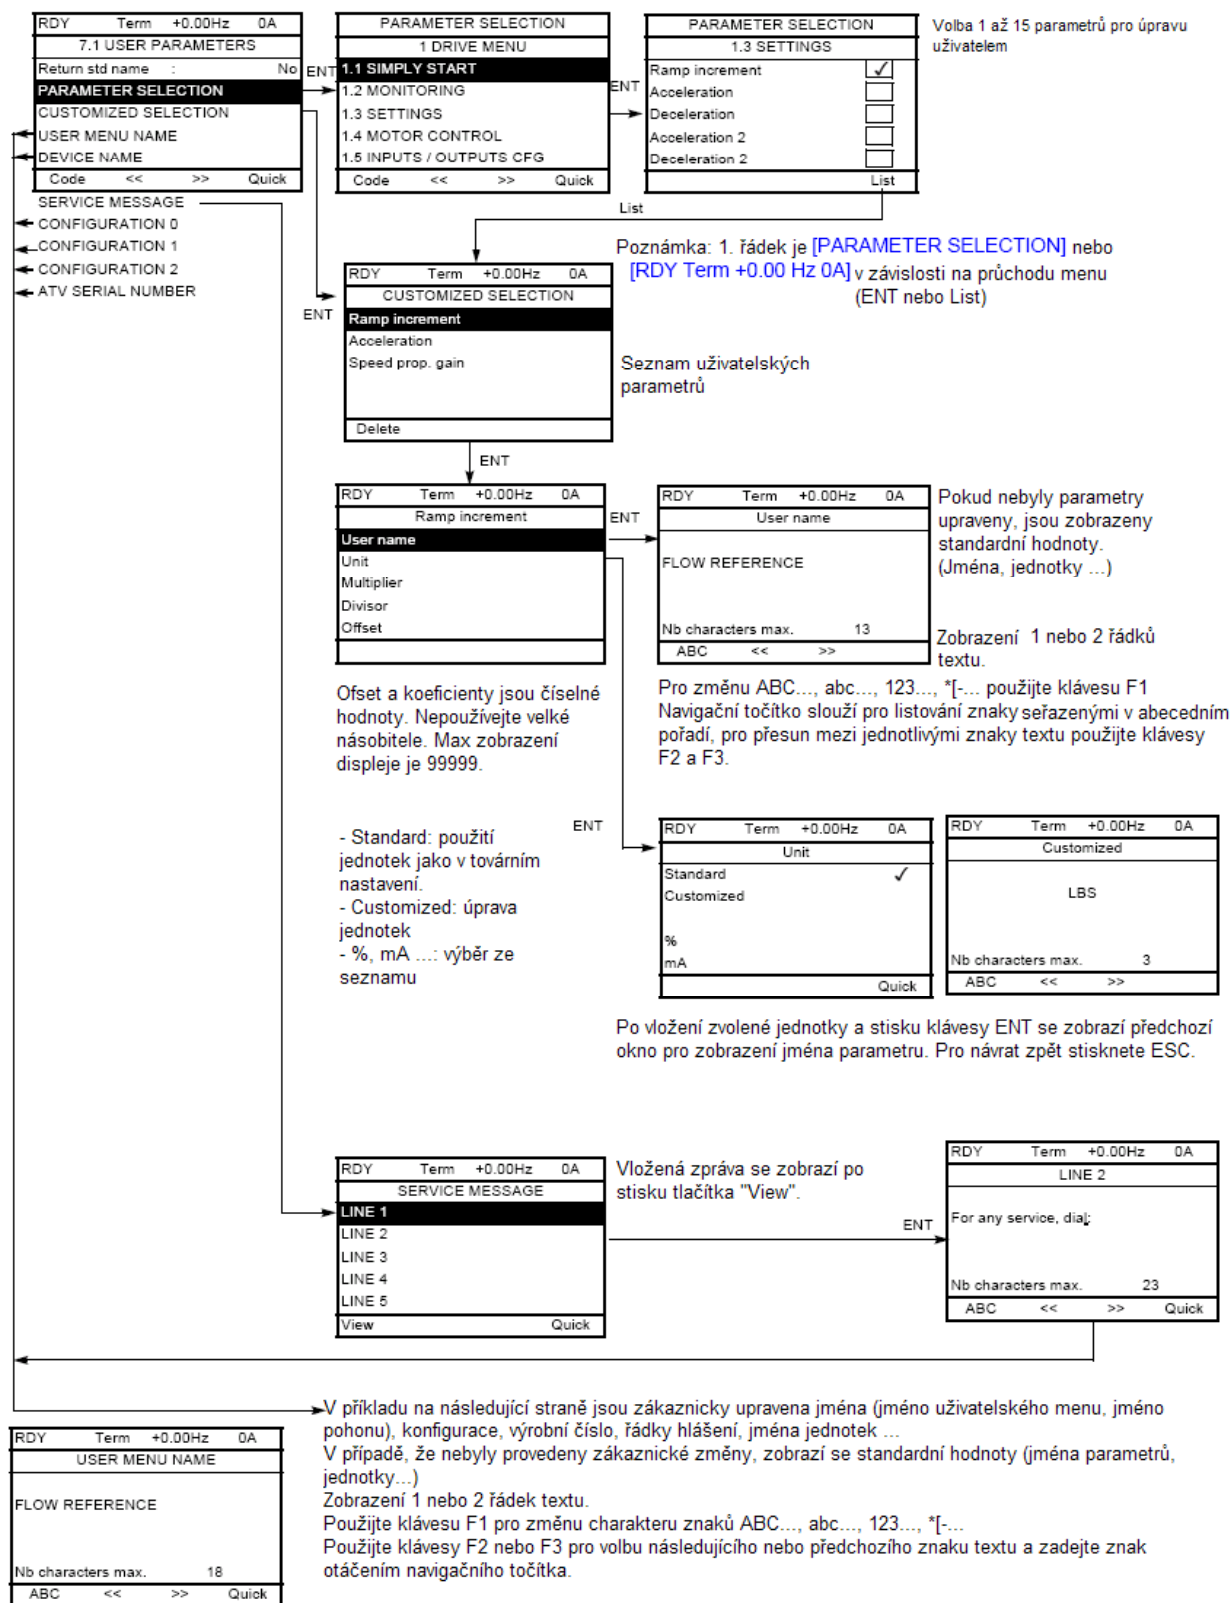 RDY Term +0.00Hz 0A
7.1 USER PARAMETERS
Return std name : No
PARAMETER SELECTION
CUSTOMIZED SELECTION
USER MENU NAME
DEVICE NAME
Code << >> Quick
SERVICE MESSAGE
CONFIGURATION 0
CONFIGURATION 1
CONFIGURATION 2
ATV SERIAL NUMBER
ENT
PARAMETER SELECTION
1 DRIVE MENU
1.1 SIMPLY START
1.2 MONITORING
1.3 SETTINGS
1.4 MOTOR CONTROL
1.5 INPUTS / OUTPUTS CFG
Code << >> Quick
ENT
PARAMETER SELECTION
1.3 SETTINGS
Ramp increment ✓
Acceleration
Deceleration
Acceleration 2
Deceleration 2
List
Volba 1 až 15 parametrů pro úpravu
uživatelem
List
Poznámka: 1. řádek je [PARAMETER SELECTION] nebo
[RDY Term +0.00 Hz 0A] v závislosti na průchodu menu
(ENT nebo List)
ENT
RDY Term +0.00Hz 0A
CUSTOMIZED SELECTION
Ramp increment
Acceleration
Speed prop. gain
Delete
Seznam uživatelských
parametrů
ENT
RDY Term +0.00Hz 0A
Ramp increment
User name
Unit
Multiplier
Divisor
Offset
ENT
RDY Term +0.00Hz 0A
User name
FLOW REFERENCE
Nb characters max. 13
ABC << >>
Pokud nebyly parametry
upraveny, jsou zobrazeny
standardní hodnoty.
(Jména, jednotky ...)
Zobrazení 1 nebo 2 řádků
textu.
Ofset a koeficienty jsou číselné
hodnoty. Nepoužívejte velké
násobitele. Max zobrazení
displeje je 99999.
Pro změnu ABC..., abc..., 123..., *[-... použijte klávesu F1
Navigační točítko slouží pro listování znaky seřazenými v abecedním
pořadí, pro přesun mezi jednotlivými znaky textu použijte klávesy
F2 a F3.
- Standard: použití
jednotek jako v továrním
nastavení.
- Customized: úprava
jednotek
- %, mA ...: výběr ze
seznamu
ENT
RDY Term +0.00Hz 0A
Unit
Standard ✓
Customized
%
mA
Quick
RDY Term +0.00Hz 0A
Customized
LBS
Nb characters max. 3
ABC << >>
Po vložení zvolené jednotky a stisku klávesy ENT se zobrazí předchozí
okno pro zobrazení jména parametru. Pro návrat zpět stisknete ESC.
RDY Term +0.00Hz 0A
SERVICE MESSAGE
LINE 1
LINE 2
LINE 3
LINE 4
LINE 5
View Quick
Vložená zpráva se zobrazí po
stisku tlačítka "View".
ENT
RDY Term +0.00Hz 0A
LINE 2
For any service, dial:
Nb characters max. 23
ABC << >> Quick
V příkladu na následující straně jsou zákaznicky upravena jména (jméno uživatelského menu, jméno
pohonu), konfigurace, výrobní číslo, řádky hlášení, jména jednotek ...
V případě, že nebyly provedeny zákaznické změny, zobrazí se standardní hodnoty (jména parametrů,
jednotky...)
Zobrazení 1 nebo 2 řádek textu.
Použijte klávesu F1 pro změnu charakteru znaků ABC..., abc..., 123..., *[-...
Použijte klávesy F2 nebo F3 pro volbu následujícího nebo předchozího znaku textu a zadejte znak
otáčením navigačního točítka.
RDY Term +0.00Hz 0A
USER MENU NAME
FLOW REFERENCE
Nb characters max. 18
ABC << >> Quick